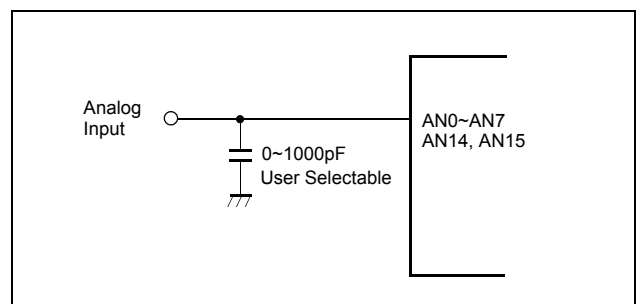 Analog
Input
AN0~AN7
AN14, AN15
0~1000pF
User Selectable